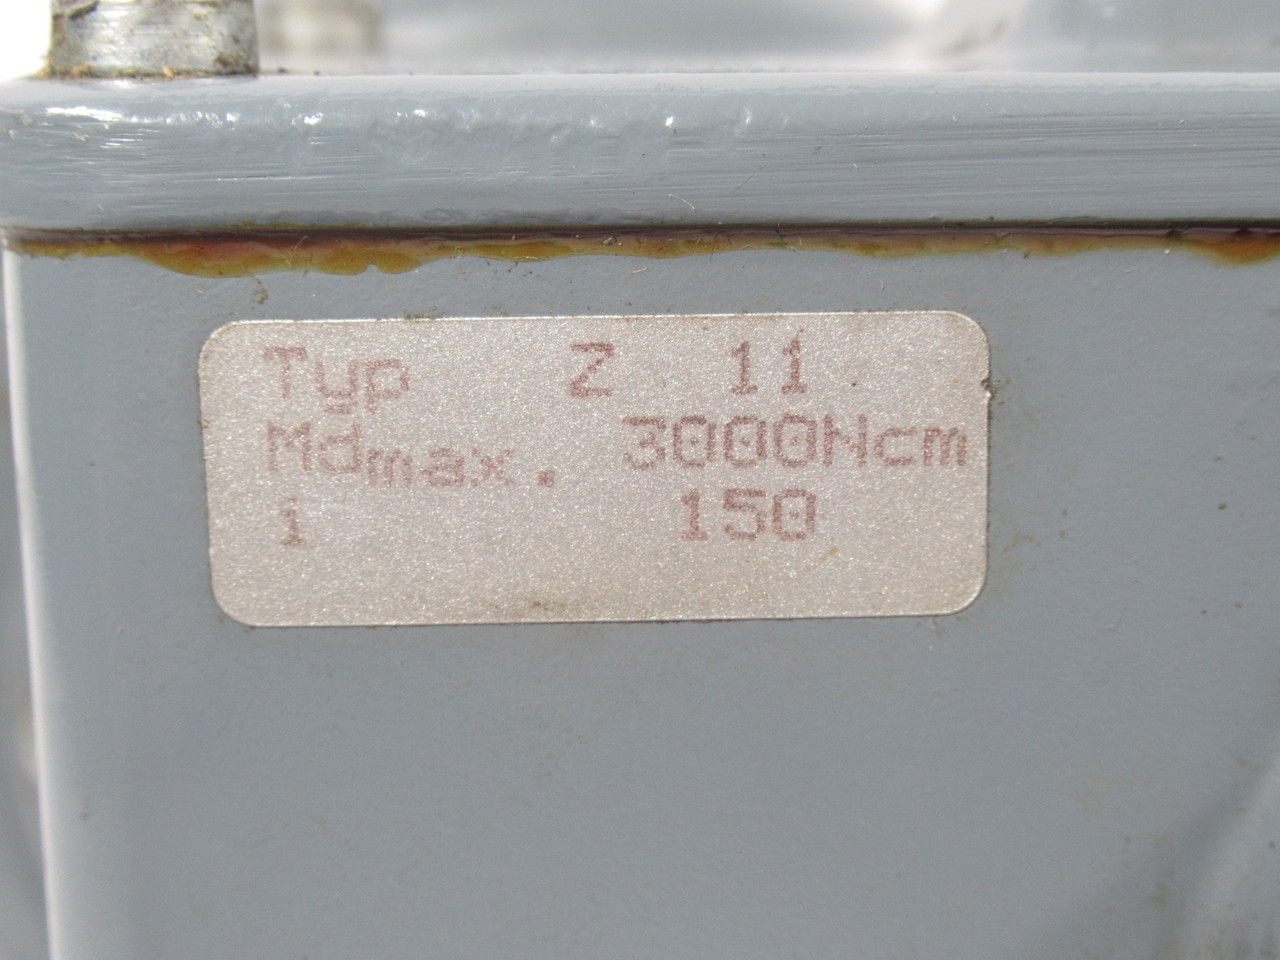 Typ Z 11
Mdmax. 3000Ncm
i 150